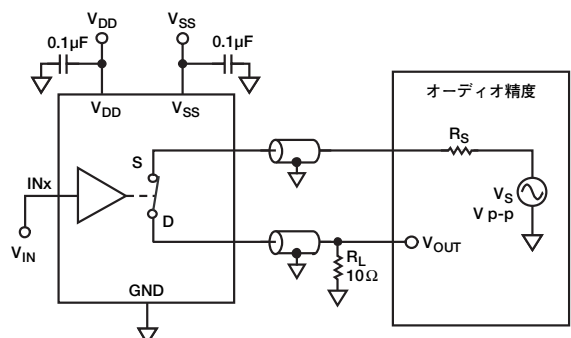 VDD
VSS
0.1µF
0.1µF
VDD
VSS
オーディオ精度
RS
S
INx
VS
V p-p
D
VIN
VOUT
RL
10Ω
GND